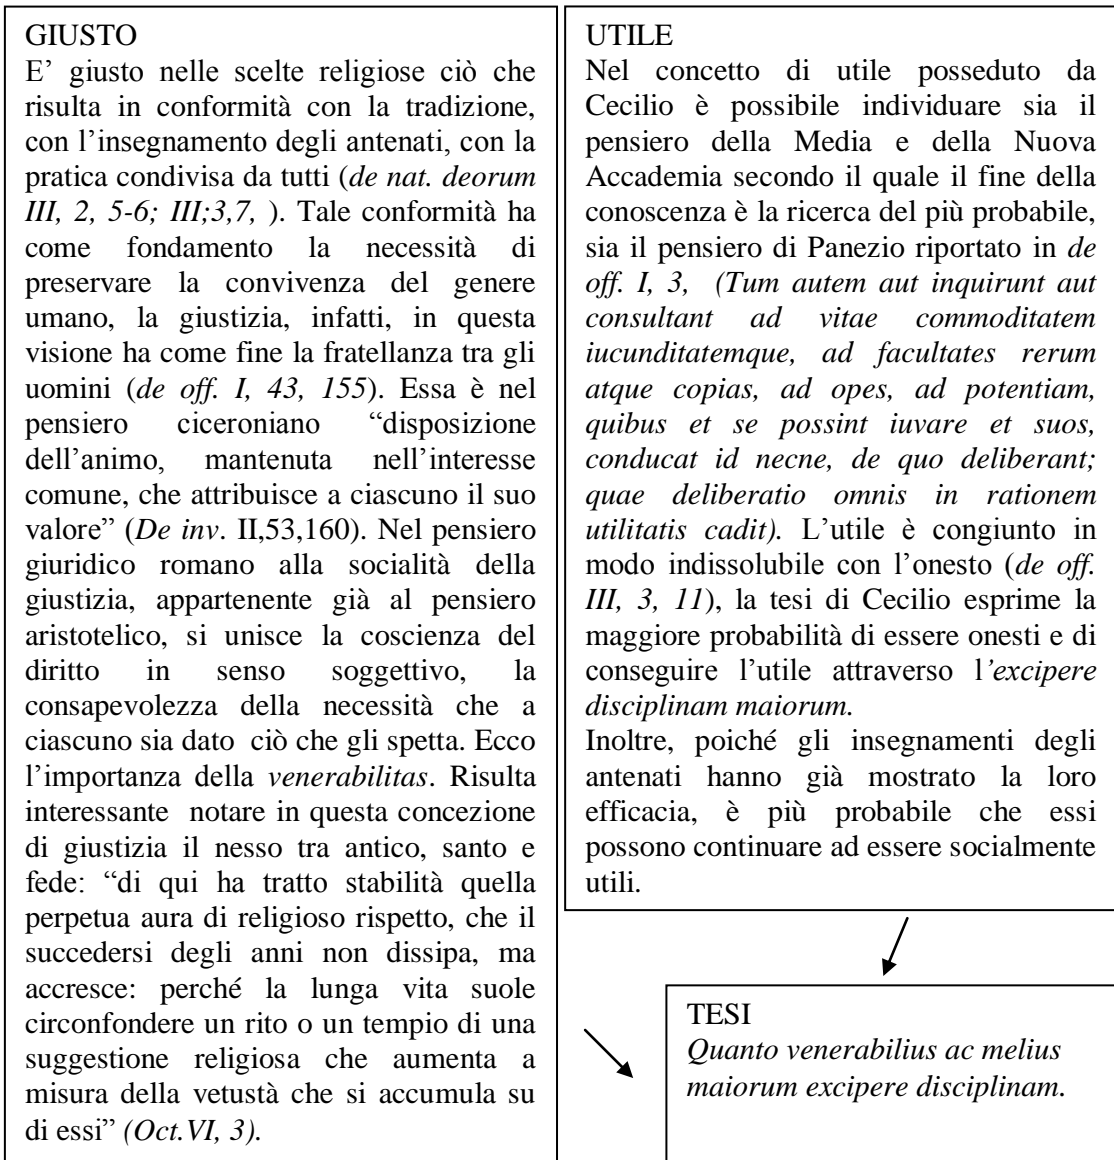 GIUSTO
E’ giusto nelle scelte religiose ciò che
risulta in conformità con la tradizione,
con l’insegnamento degli antenati, con la
pratica condivisa da tutti (de nat. deorum
III, 2, 5-6; III;3,7, ). Tale conformità ha
come fondamento la necessità di
preservare la convivenza del genere
umano, la giustizia, infatti, in questa
visione ha come fine la fratellanza tra gli
uomini (de off. I, 43, 155). Essa è nel
pensiero ciceroniano “disposizione
dell’animo, mantenuta nell’interesse
comune, che attribuisce a ciascuno il suo
valore” (De inv. II,53,160). Nel pensiero
giuridico romano alla socialità della
giustizia, appartenente già al pensiero
aristotelico, si unisce la coscienza del
diritto in senso soggettivo, la
consapevolezza della necessità che a
ciascuno sia dato ciò che gli spetta. Ecco
l’importanza della venerabilitas. Risulta
interessante notare in questa concezione
di giustizia il nesso tra antico, santo e
fede: “di qui ha tratto stabilità quella
perpetua aura di religioso rispetto, che il
succedersi degli anni non dissipa, ma
accresce: perché la lunga vita suole
circonfondere un rito o un tempio di una
suggestione religiosa che aumenta a
misura della vetustà che si accumula su
di essi” (Oct.VI, 3).
UTILE
Nel concetto di utile posseduto da
Cecilio è possibile individuare sia il
pensiero della Media e della Nuova
Accademia secondo il quale il fine della
conoscenza è la ricerca del più probabile,
sia il pensiero di Panezio riportato in de
off. I, 3, (Tum autem aut inquirunt aut
consultant ad vitae commoditatem
iucunditatemque, ad facultates rerum
atque copias, ad opes, ad potentiam,
quibus et se possint iuvare et suos,
conducat id necne, de quo deliberant;
quae deliberatio omnis in rationem
utilitatis cadit). L’utile è congiunto in
modo indissolubile con l’onesto (de off.
III, 3, 11), la tesi di Cecilio esprime la
maggiore probabilità di essere onesti e di
conseguire l’utile attraverso l’excipere
disciplinam maiorum.
Inoltre, poiché gli insegnamenti degli
antenati hanno già mostrato la loro
efficacia, è più probabile che essi
possono continuare ad essere socialmente
utili.
TESI
Quanto venerabilius ac melius
maiorum excipere disciplinam.